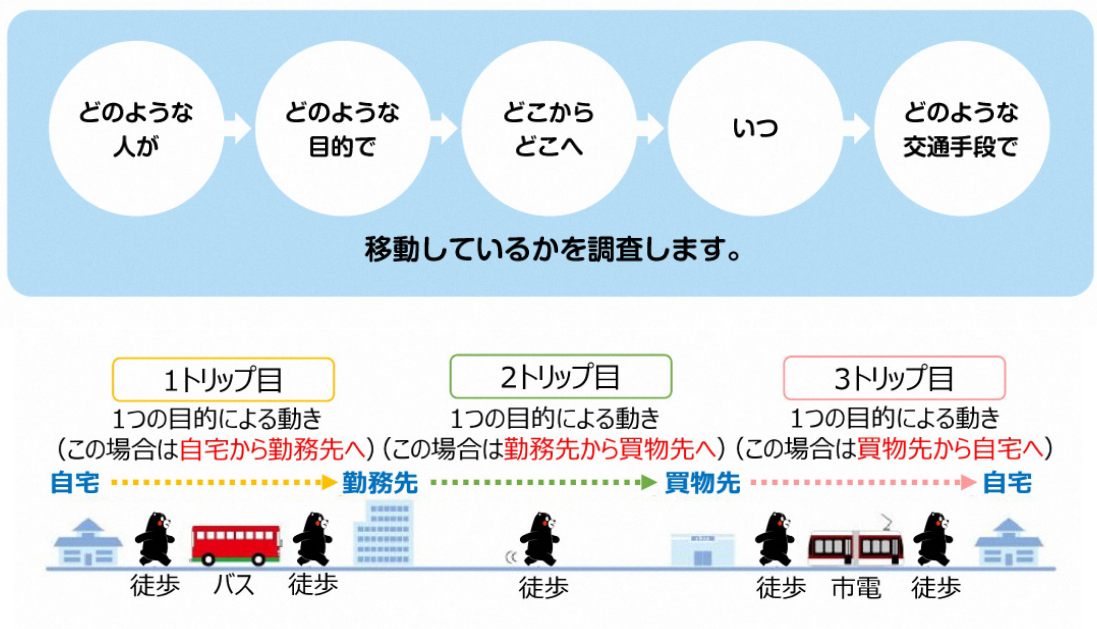 どのような
人が
どのような
目的で
どこから
どこへ
いつ
どのような
交通手段で
移動しているかを調査します。
1トリップ目
1つの目的による動き
(この場合は自宅から勤務先へ)
2トリップ目
1つの目的による動き
(この場合は勤務先から買物先へ)
3トリップ目
1つの目的による動き
(この場合は買物先から自宅へ)
自宅
勤務先
買物先
自宅
徒歩
バス
徒歩
徒歩
徒歩
市電
徒歩